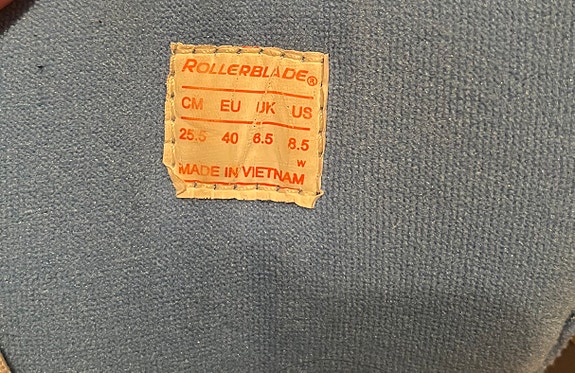 ROLLERBLADE®
CM EU UK US
25.5 40 6.5 8.5
W
MADE IN VIETNAM